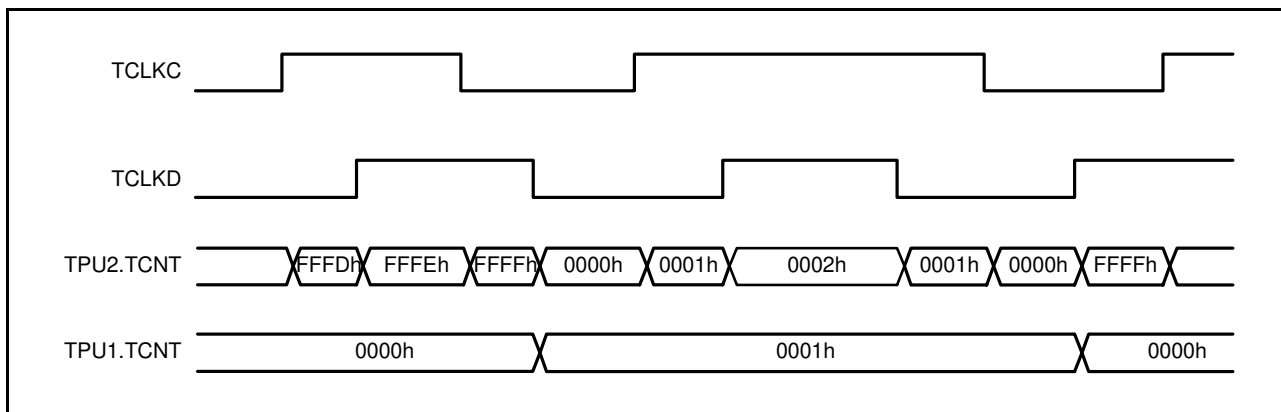 TCLKC
TCLKD
TPU2.TCNT FFFDh FFFEh FFFFh 0000h 0001h 0002h 0001h 0000h FFFFh
TPU1.TCNT 0000h 0001h 0000h